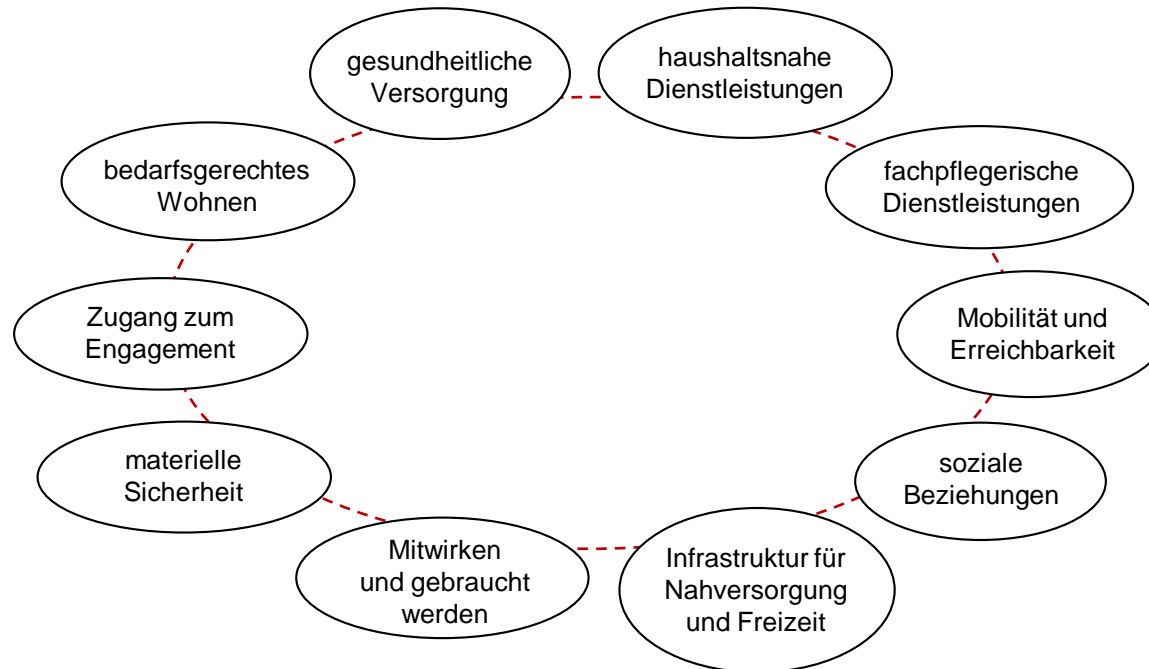 gesundheitliche
Versorgung
haushaltsnahe
Dienstleistungen
bedarfsgerechtes
Wohnen
fachpflegerische
Dienstleistungen
Zugang zum
Engagement
Mobilität und
Erreichbarkeit
materielle
Sicherheit
soziale
Beziehungen
Mitwirken
und gebraucht
werden
Infrastruktur für
Nahversorgung
und Freizeit